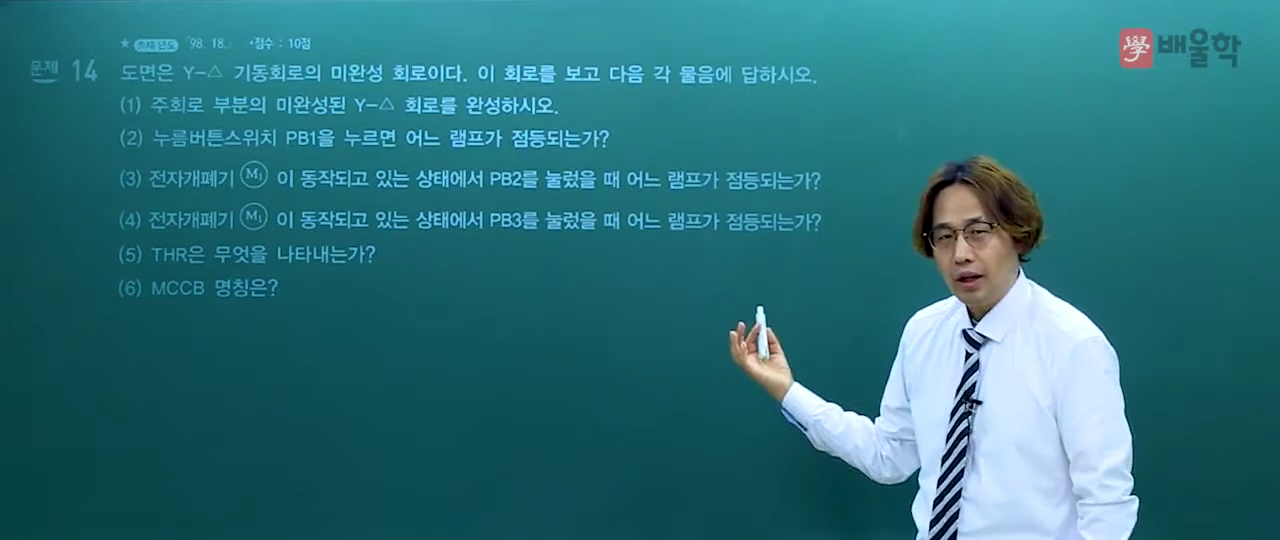 ★ 출제년도 「98. 18.」 •점수 : 10점
學 배울학
문제 14 도면은 Y–△ 기동회로의 미완성 회로이다. 이 회로를 보고 다음 각 물음에 답하시오.
(1) 주회로 부분의 미완성된 Y–△ 회로를 완성하시오.
(2) 누름버튼스위치 PB1을 누르면 어느 램프가 점등되는가?
(3) 전자개폐기 M₁ 이 동작되고 있는 상태에서 PB2를 눌렀을 때 어느 램프가 점등되는가?
(4) 전자개폐기 M₁ 이 동작되고 있는 상태에서 PB3를 눌렀을 때 어느 램프가 점등되는가?
(5) THR은 무엇을 나타내는가?
(6) MCCB 명칭은?